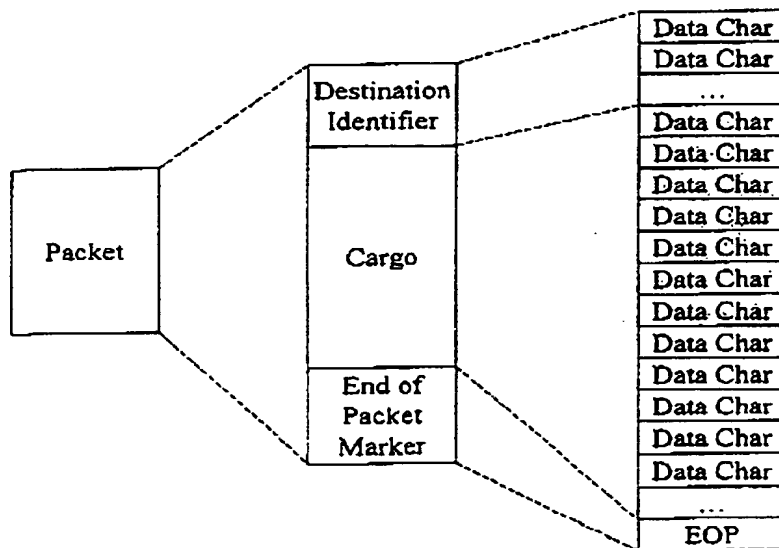 Packet
Destination
Identifier
Cargo
End of
Packet
Marker
Data Char
Data Char
...
Data Char
Data Char
Data Char
Data Char
Data Char
Data Char
Data Char
Data Char
Data Char
Data Char
Data Char
Data Char
...
EOP